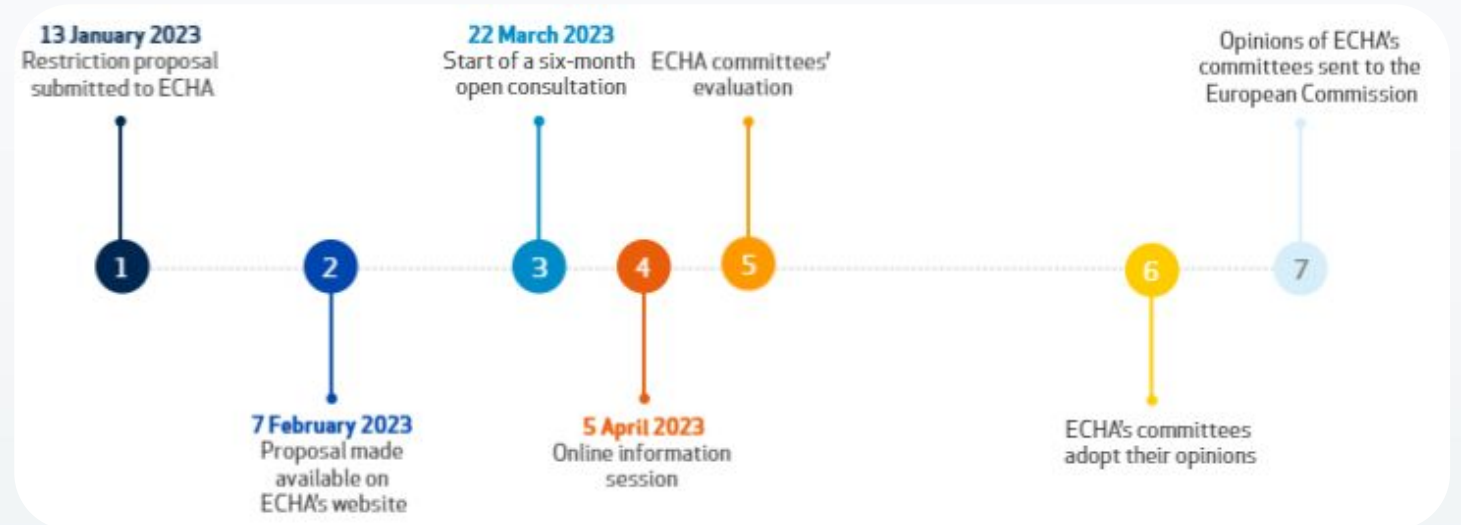 13 January 2023
Restriction proposal
submitted to ECHA
22 March 2023
Start of a six-month
open consultation
ECHA committees'
evaluation
Opinions of ECHA's
committees sent to the
European Commission
1
2
3
4
5
6
7
7 February 2023
Proposal made
available on
ECHA's website
5 April 2023
Online information
session
ECHA's committees
adopt their opinions